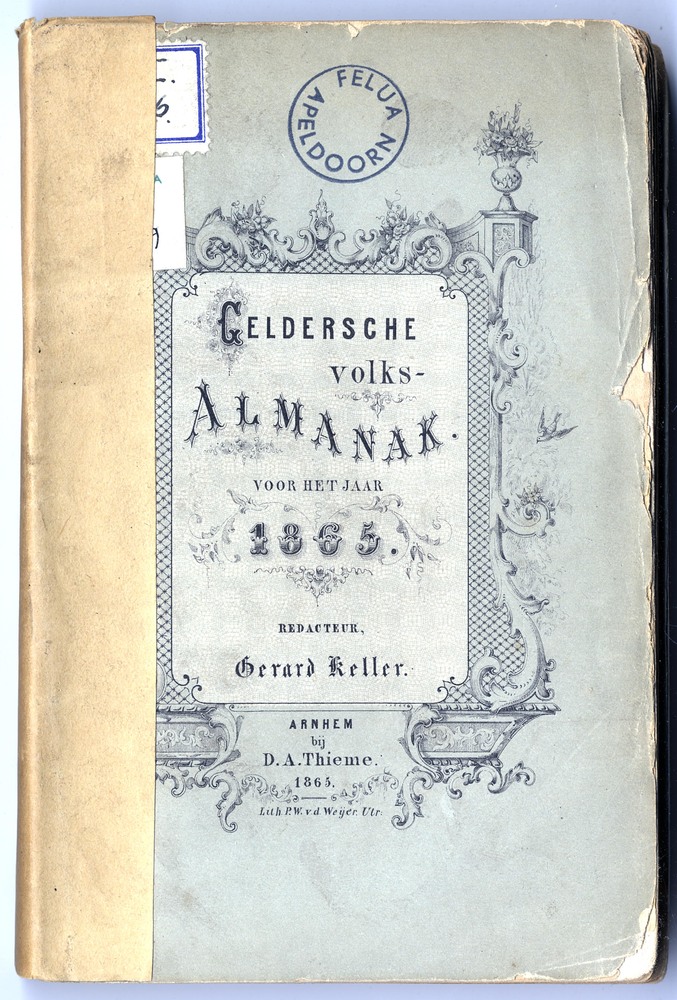 FELUA
APELDOORN
6.
GELDERSCHE
VOLKS-
ALMANAK.
VOOR HET JAAR
1865.
REDACTEUR,
Gerard Keller.
ARNHEM
bij
D. A. Thieme.
1865.
Lith P.W. v.d Weijer. Utr.